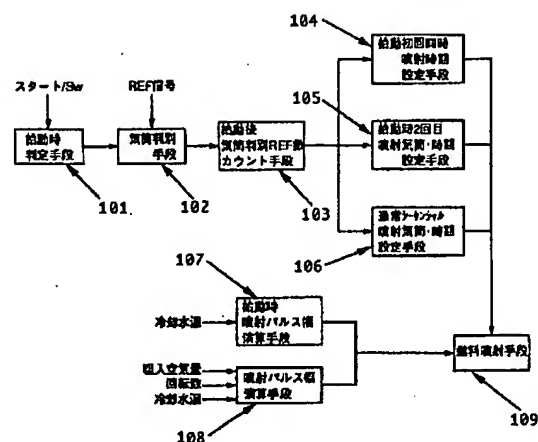 104
始動初回同時
噴射時期
設定手段
スタート/Sw
REF信号
105
始動時
判定手段
気筒判別
手段
始動後
気筒判別REF数
カウント手段
始動時2回目
噴射気筒・時期
設定手段
101
102
103
通常シーケンシャル
噴射気筒・時期
設定手段
107
106
冷却水温
始動時
噴射パルス幅
演算手段
吸入空気量
回転数
冷却水温
噴射パルス幅
演算手段
燃料噴射手段
108
109